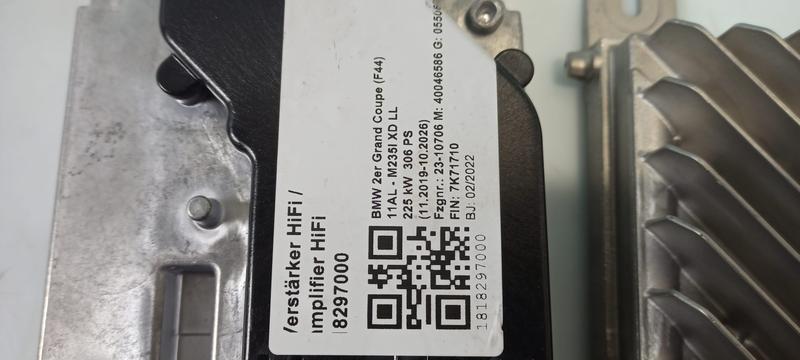 /erstärker HiFi /
implifier HiFi
8297000
BMW 2er Grand Coupe (F44)
11AL - M235I XD LL
225 kW 306 PS
(11.2019-10.2026)
Fzgnr.: 23-10706 M: 40046586 G: 05506
FIN: 7K71710
BJ: 02/2022
1818297000